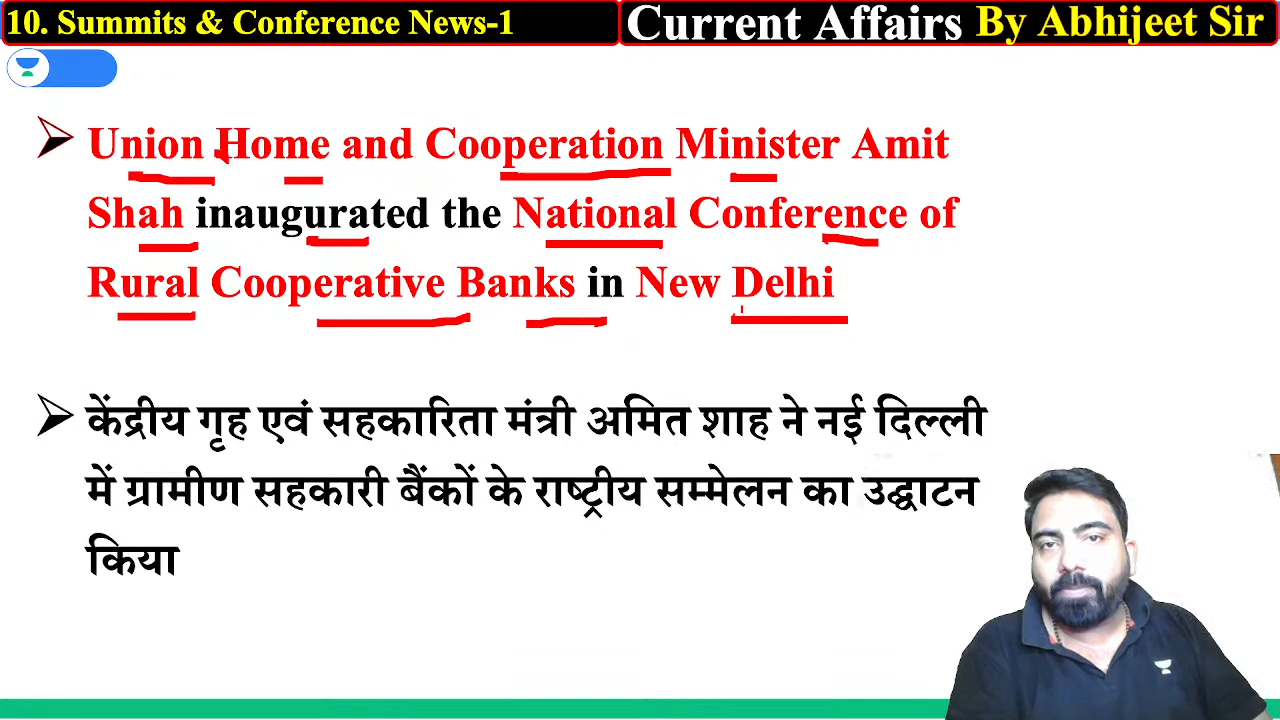 10. Summits & Conference News-1
Current Affairs By Abhijeet Sir
Union Home and Cooperation Minister Amit
Shah inaugurated the National Conference of
Rural Cooperative Banks in New Delhi
केंद्रीय गृह एवं सहकारिता मंत्री अमित शाह ने नई दिल्ली
में ग्रामीण सहकारी बैंकों के राष्ट्रीय सम्मेलन का उद्घाटन
किया